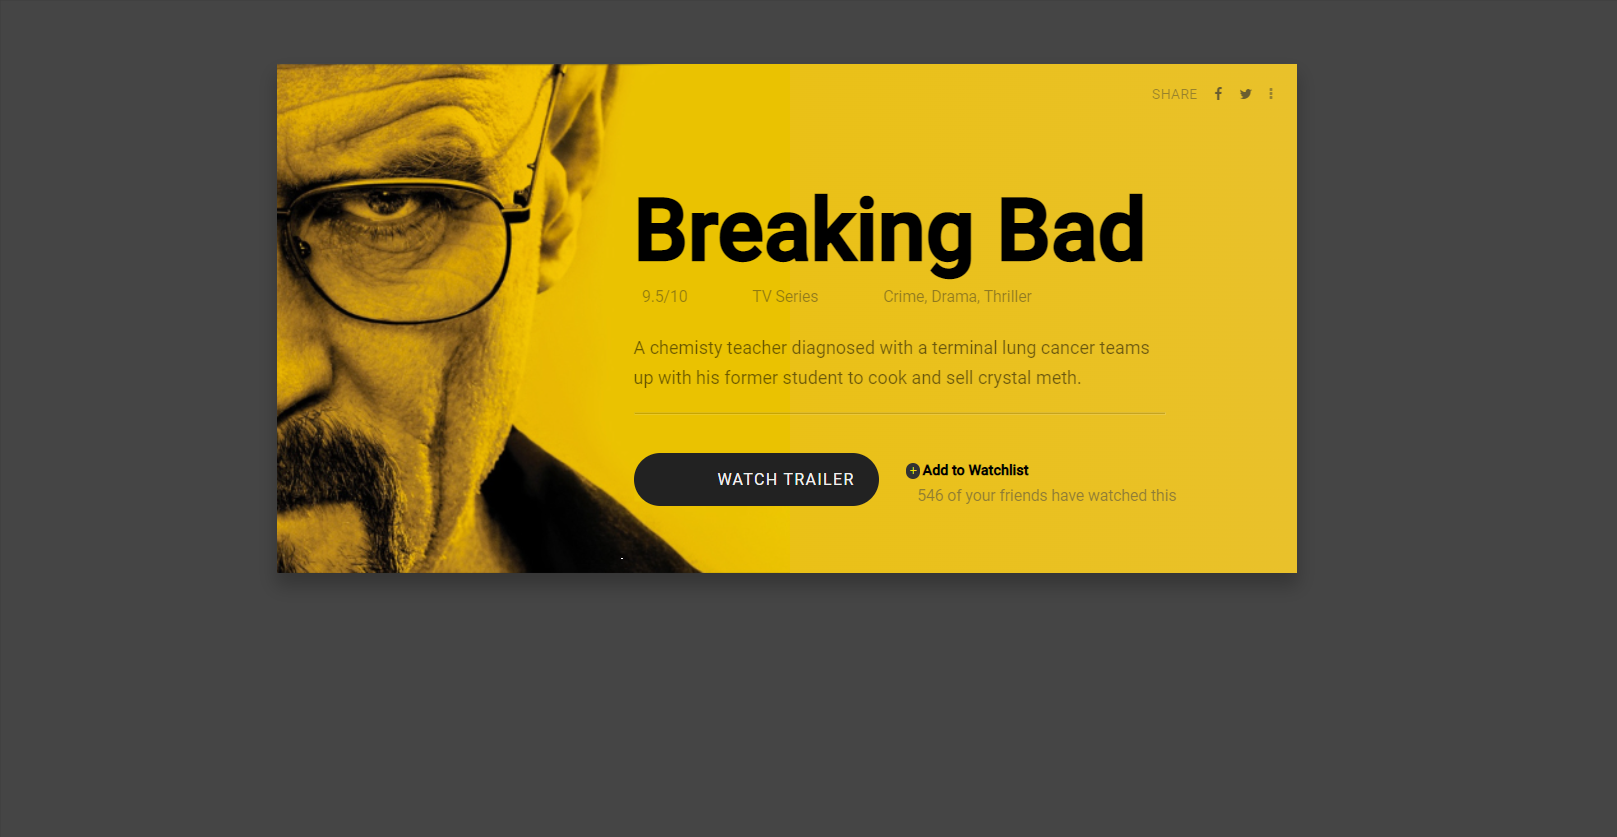 SHARE
Breaking Bad
9.5/10 TV Series Crime, Drama, Thriller
A chemisty teacher diagnosed with a terminal lung cancer teams
up with his former student to cook and sell crystal meth.
WATCH TRAILER
+ Add to Watchlist
546 of your friends have watched this